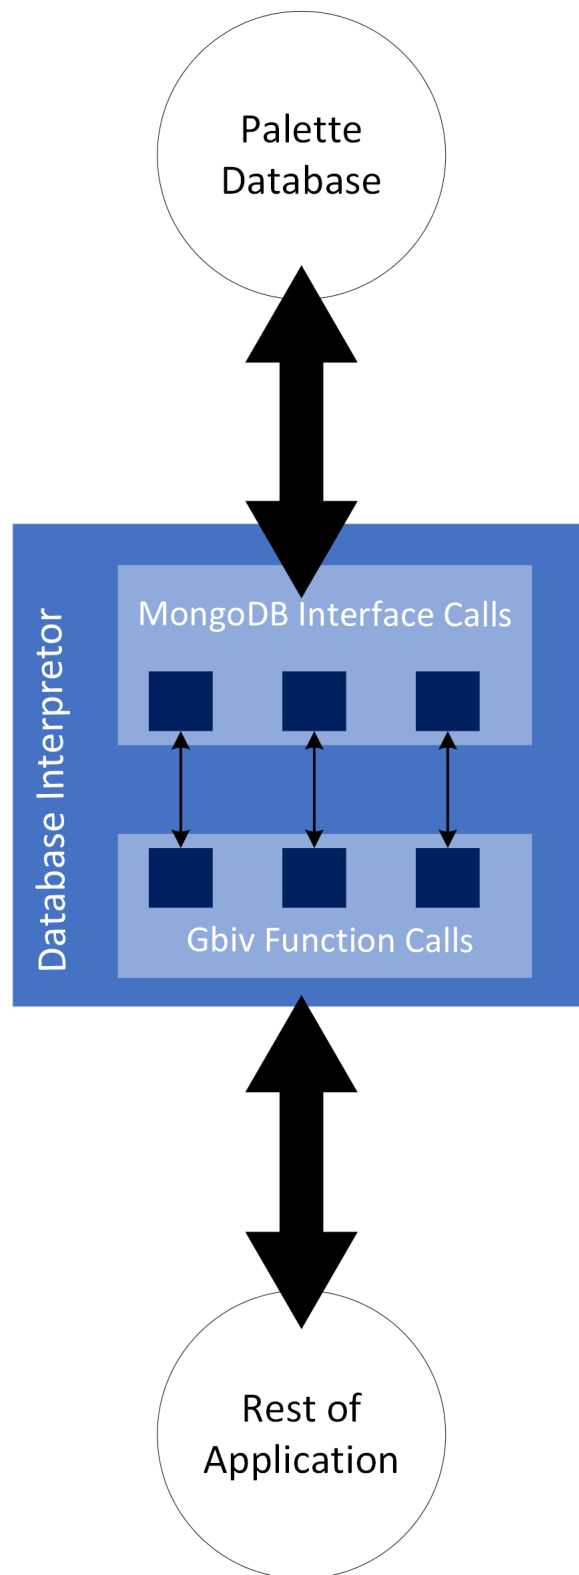 Palette
Database
MongoDB Interface Calls
Database Interpretor
Gbiv Function Calls
Rest of
Application